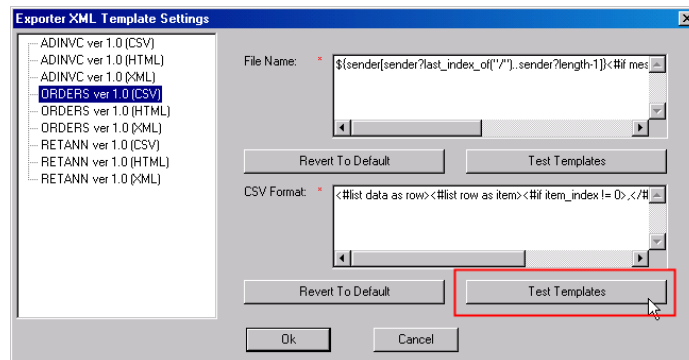 Exporter XML Template Settings
ADINVC ver 1.0 (CSV)
ADINVC ver 1.0 (HTML)
ADINVC ver 1.0 (XML)
ORDERS ver 1.0 (CSV)
ORDERS ver 1.0 (HTML)
ORDERS ver 1.0 (XML)
RETANN ver 1.0 (CSV)
RETANN ver 1.0 (HTML)
RETANN ver 1.0 (XML)
File Name: *
${sender[sender?last_index_of("/")..sender?length-1]}<#if mes
Revert To Default
Test Templates
CSV Format: *
<#list data as row><#list row as item><#if item_index != 0>,</#
Revert To Default
Test Templates
Ok
Cancel